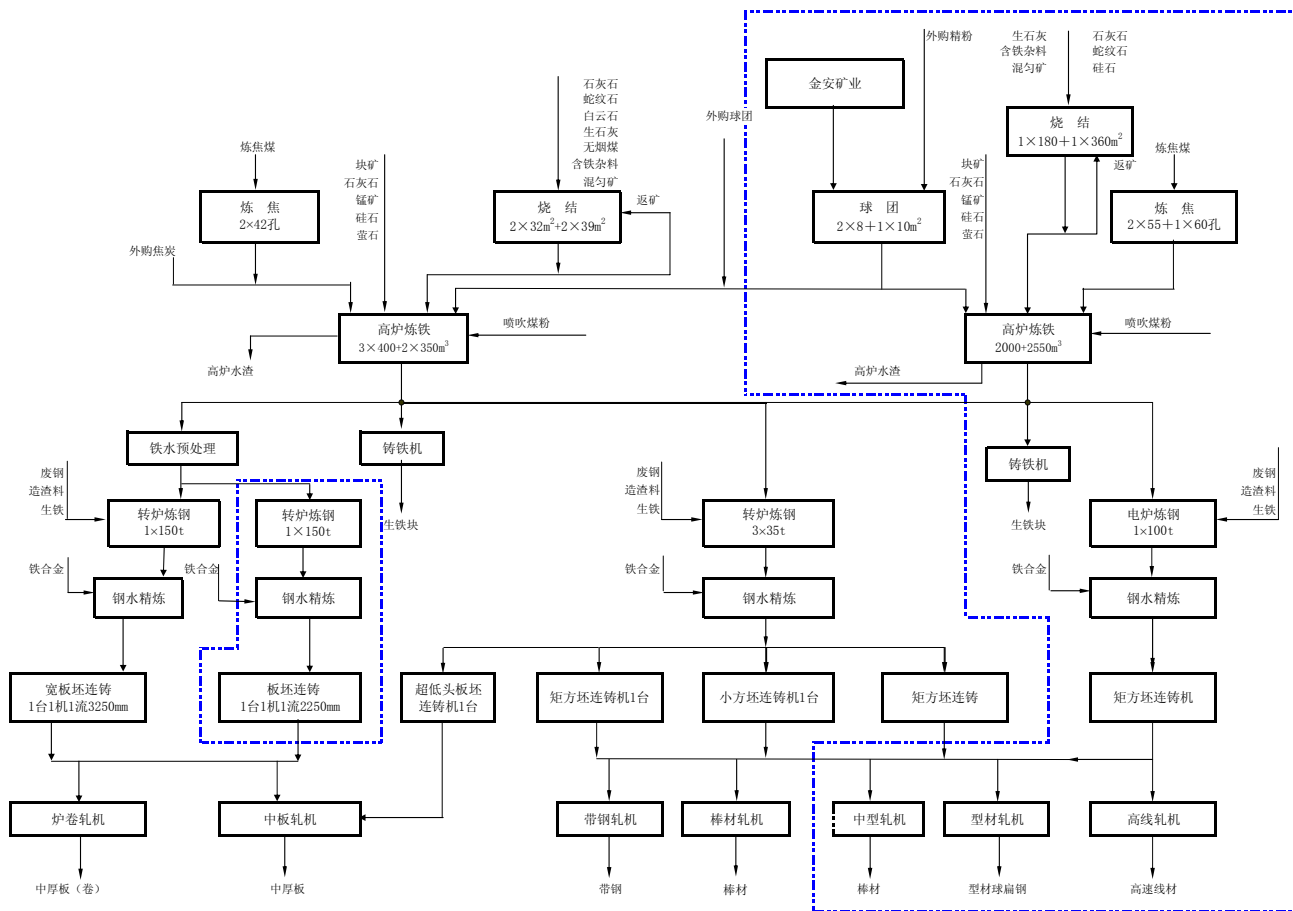 外购精粉
生石灰
含铁杂料
混匀矿
石灰石
蛇纹石
硅石
金安矿业
石灰石
蛇纹石
白云石
生石灰
无烟煤
含铁杂料
混匀矿
外购球团
烧 结
1×180+1×360m²
炼焦煤
块矿
石灰石
锰矿
硅石
萤石
返矿
块矿
石灰石
锰矿
硅石
萤石
返矿
炼焦煤
炼 焦
2×42孔
烧 结
2×32m²+2×39m²
球 团
2×8+1×10m²
炼 焦
2×55+1×60孔
外购焦炭
高炉炼铁
3×400+2×350m³
喷吹煤粉
高炉炼铁
2000+2550m³
喷吹煤粉
高炉水渣
高炉水渣
铁水预处理
铸铁机
铸铁机
废钢
造渣料
生铁
转炉炼钢
1×150t
转炉炼钢
1×150t
生铁块
废钢
造渣料
生铁
转炉炼钢
3×35t
生铁块
电炉炼钢
1×100t
废钢
造渣料
生铁
铁合金
钢水精炼
铁合金
钢水精炼
铁合金
钢水精炼
铁合金
钢水精炼
宽板坯连铸
1台1机1流3250mm
板坯连铸
1台1机1流2250mm
超低头板坯
连铸机1台
矩方坯连铸机1台
小方坯连铸机1台
矩方坯连铸
矩方坯连铸机
炉卷轧机
中板轧机
带钢轧机
棒材轧机
中型轧机
型材轧机
高线轧机
中厚板（卷）
中厚板
带钢
棒材
棒材
型材球扁钢
高速线材